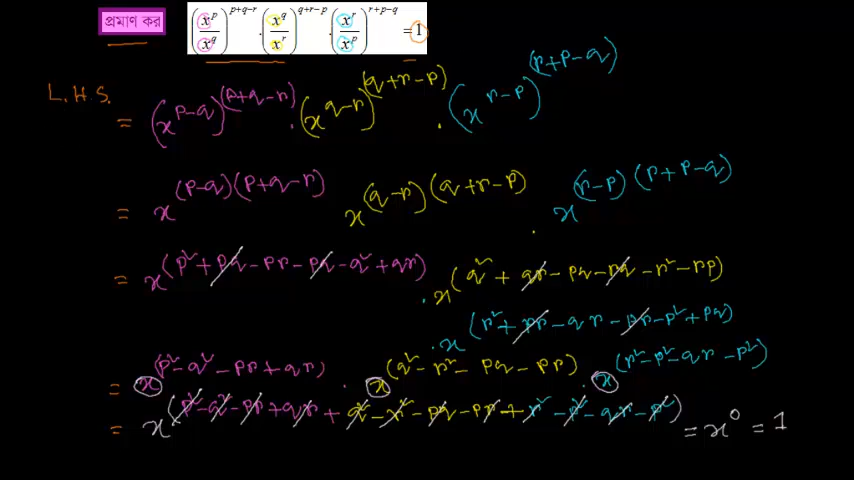 প্রমাণ কর (x^p/x^q)^{p+q-r} . (x^q/x^r)^{q+r-p} . (x^r/x^p)^{r+p-q} = 1
L.H.S.
= (x^{p-q})^{(p+q-r)} . (x^{q-r})^{(q+r-p)} . (x^{r-p})^{(r+p-q)}
= x^{(p-q)(p+q-r)} x^{(q-r)(q+r-p)} . x^{(r-p)(r+p-q)}
= x^{(p²+pq-pr-pq-q²+qr)} . x^{(q²+qr-pq-rq-r²-rp)}
. x^{(r²+pr-qr-pr-p²+pq)}
= x^{(p²-q²-pr+qr)} . x^{(q²-r²-pq-pr)} . x^{(r²-p²-qr-p²)}
= x^{(p²-q²-pr+qr+q²-r²-pq-pr+r²-p²-qr-p²)} = x^0 = 1